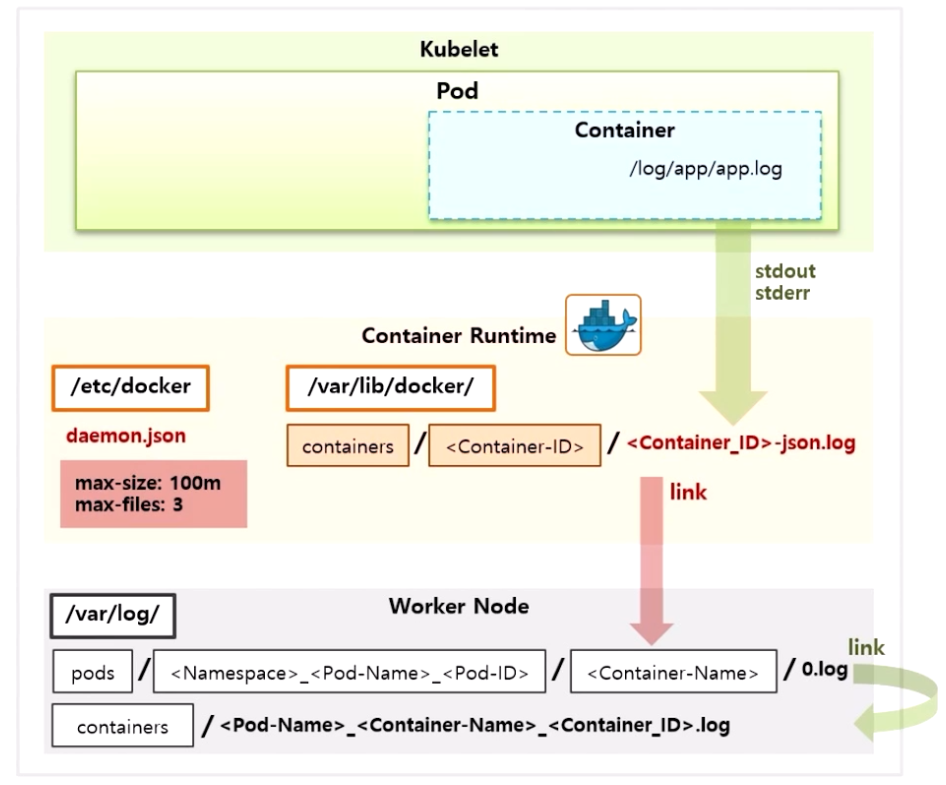 Kubelet
Pod
Container
/log/app/app.log
stdout
stderr
Container Runtime
/etc/docker
/var/lib/docker/
daemon.json
containers / <Container-ID> / <Container_ID>-json.log
max-size: 100m
max-files: 3
link
Worker Node
/var/log/
link
pods / <Namespace>_<Pod-Name>_<Pod-ID> / <Container-Name> / 0.log
containers / <Pod-Name>_<Container-Name>_<Container_ID>.log